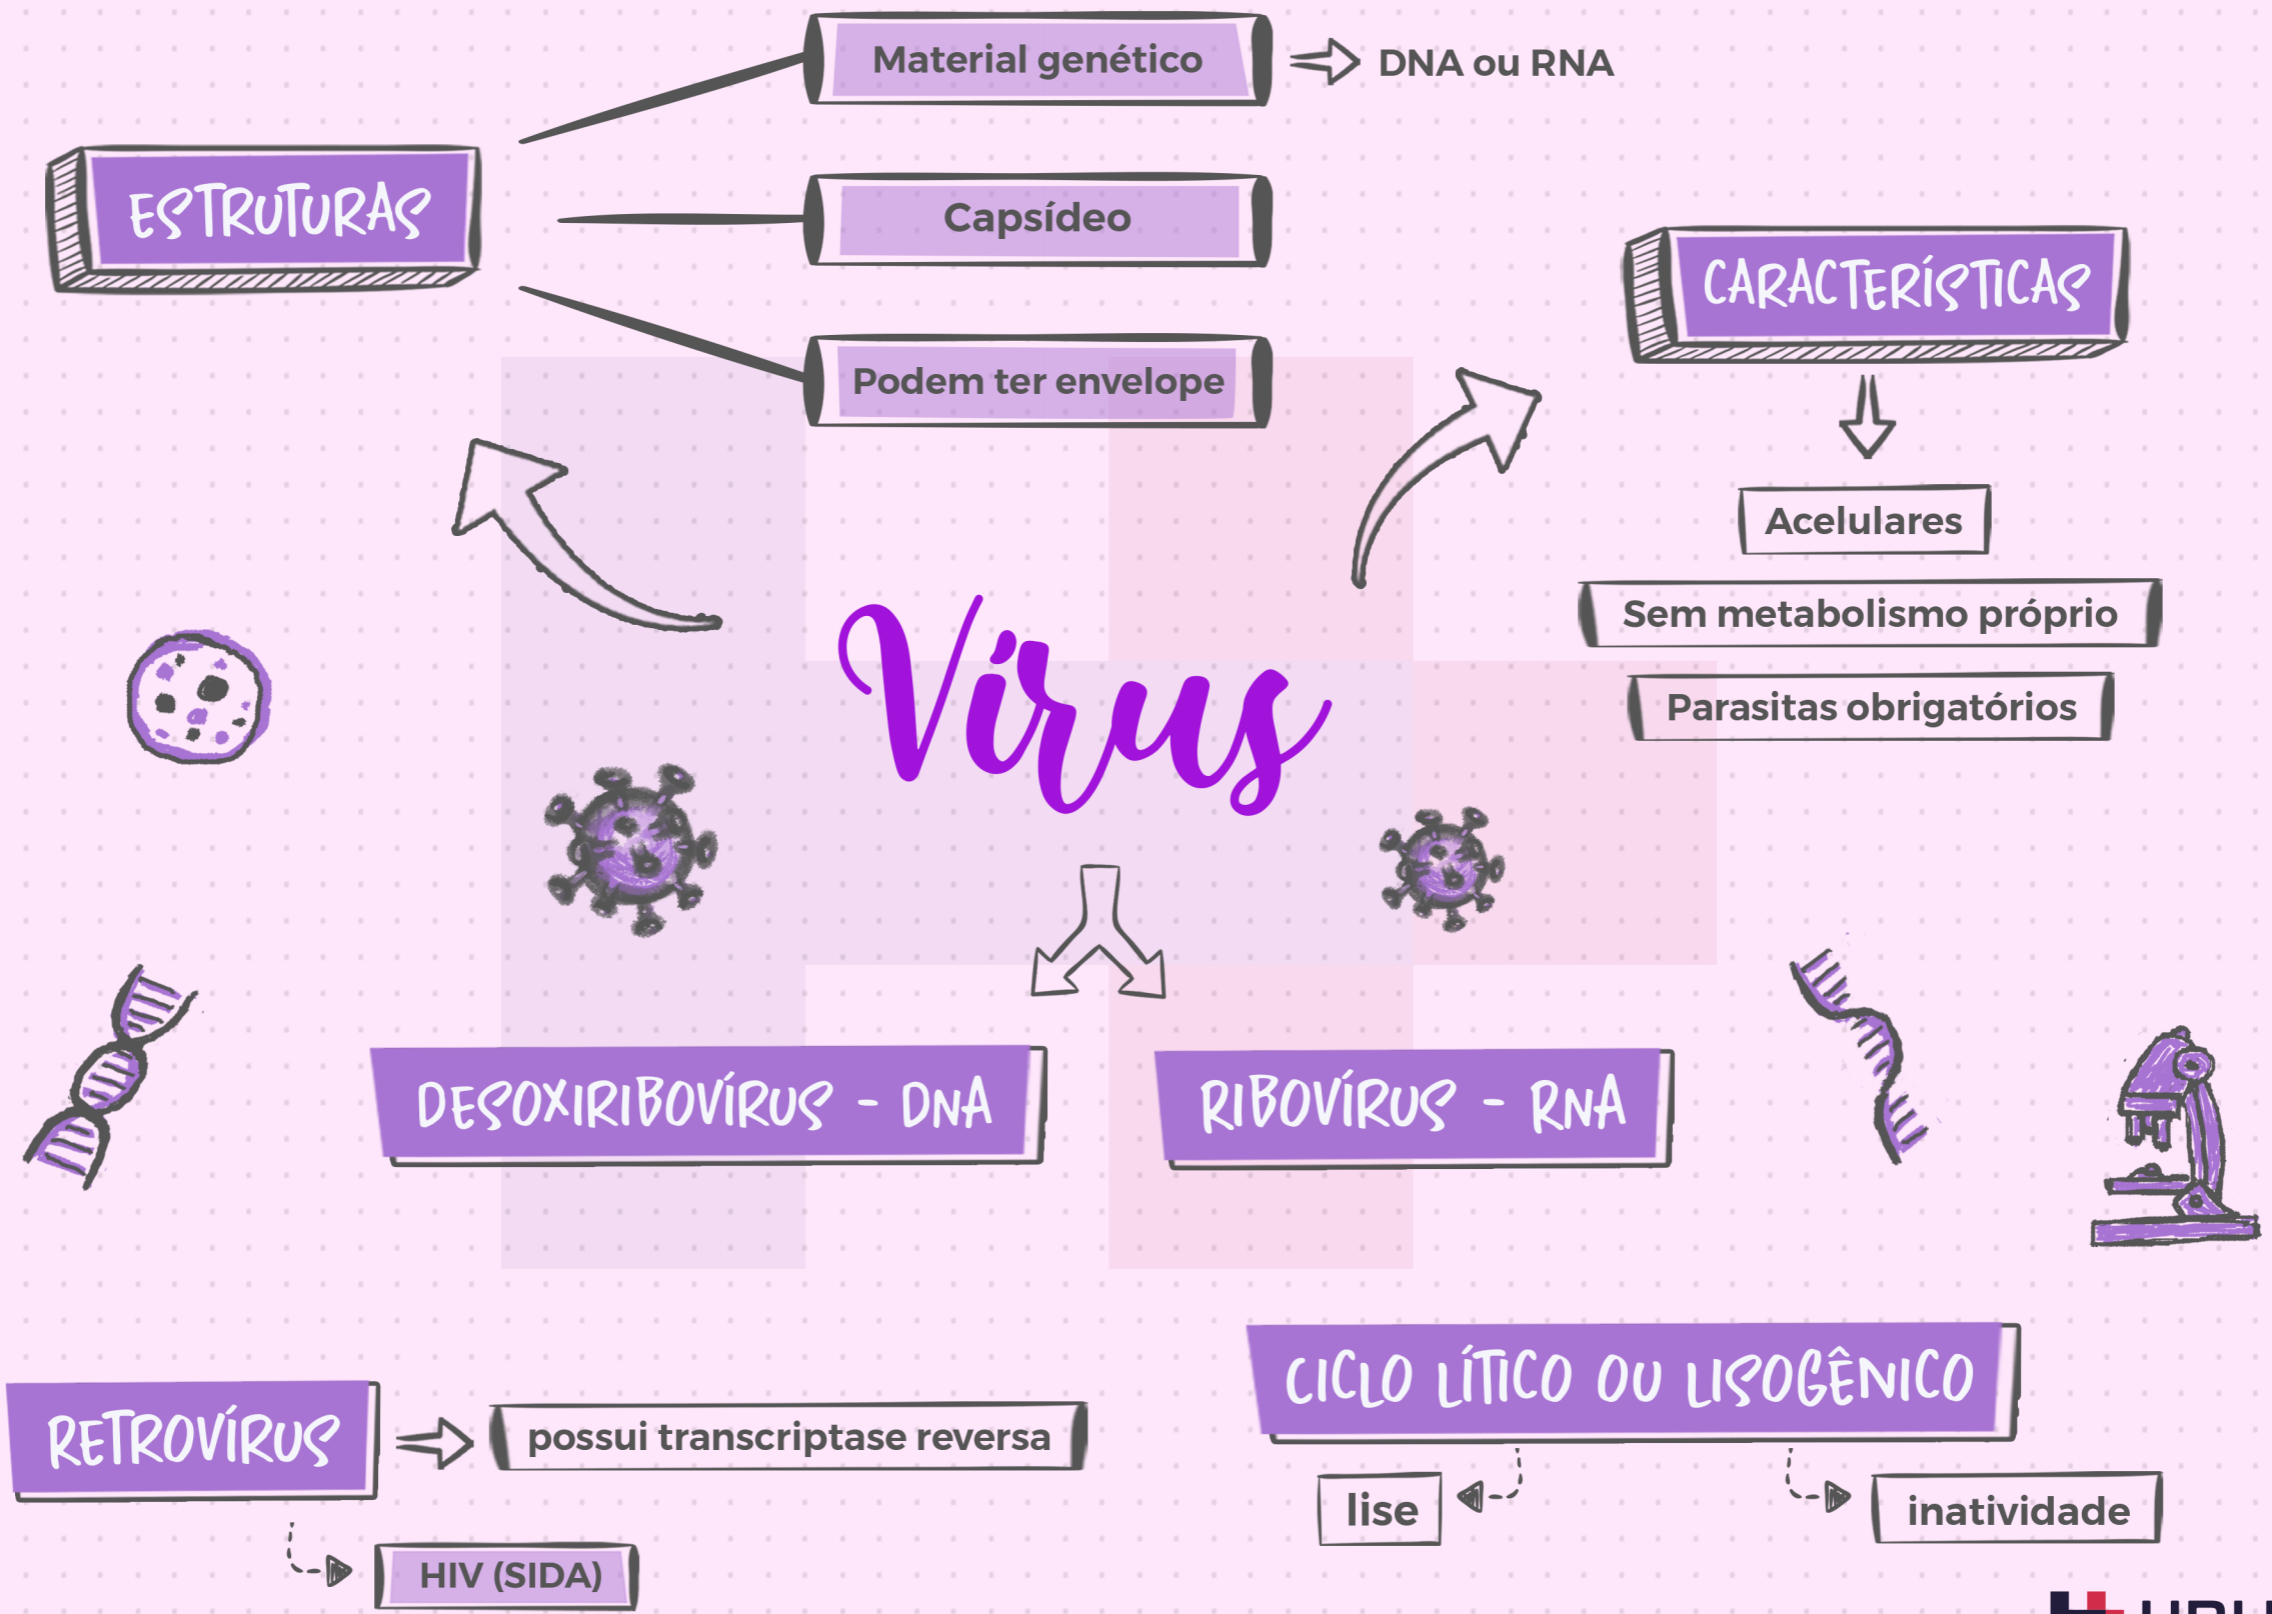 Material genético
DNA ou RNA
ESTRUTURAS
Capsídeo
Podem ter envelope
CARACTERÍSTICAS
Acelulares
Sem metabolismo próprio
Parasitas obrigatórios
Vírus
DESOXIRIBOVÍRUS - DNA
RIBOVÍRUS - RNA
RETROVÍRUS
possui transcriptase reversa
HIV (SIDA)
CICLO LÍTICO OU LISOGÊNICO
lise
inatividade